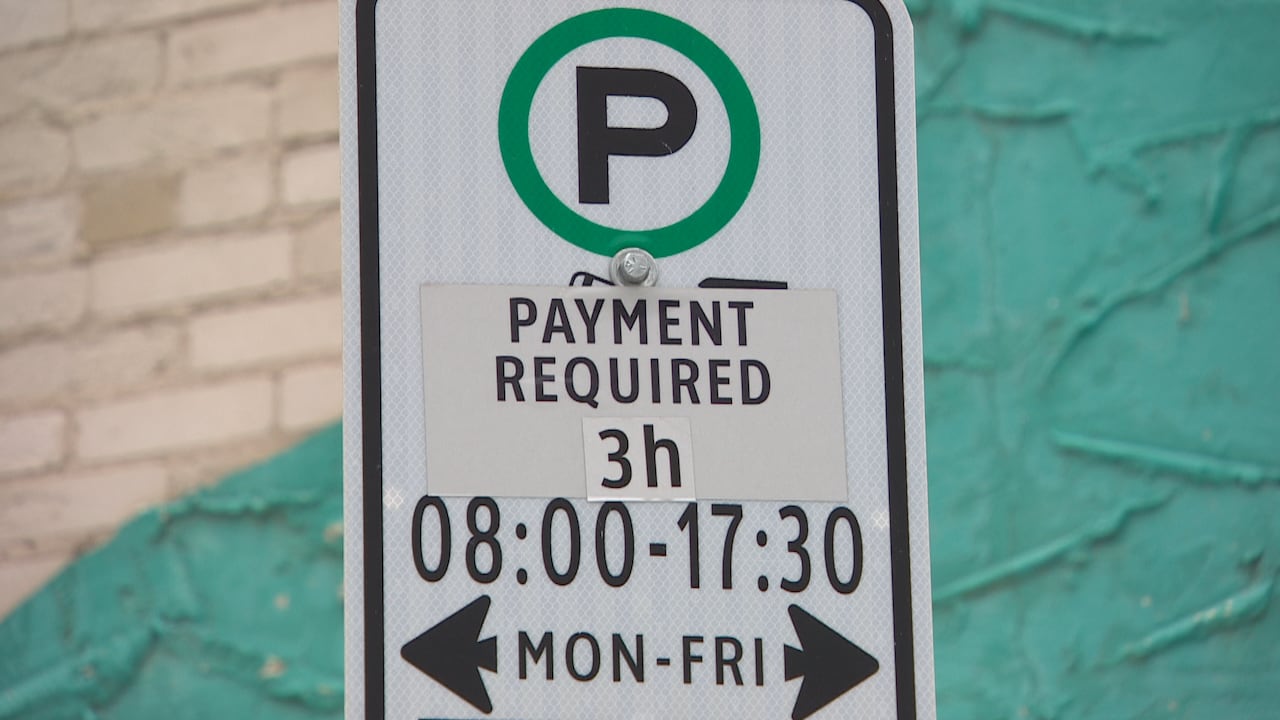 P
PAYMENT
REQUIRED
3h
08:00-17:30
MON-FRI